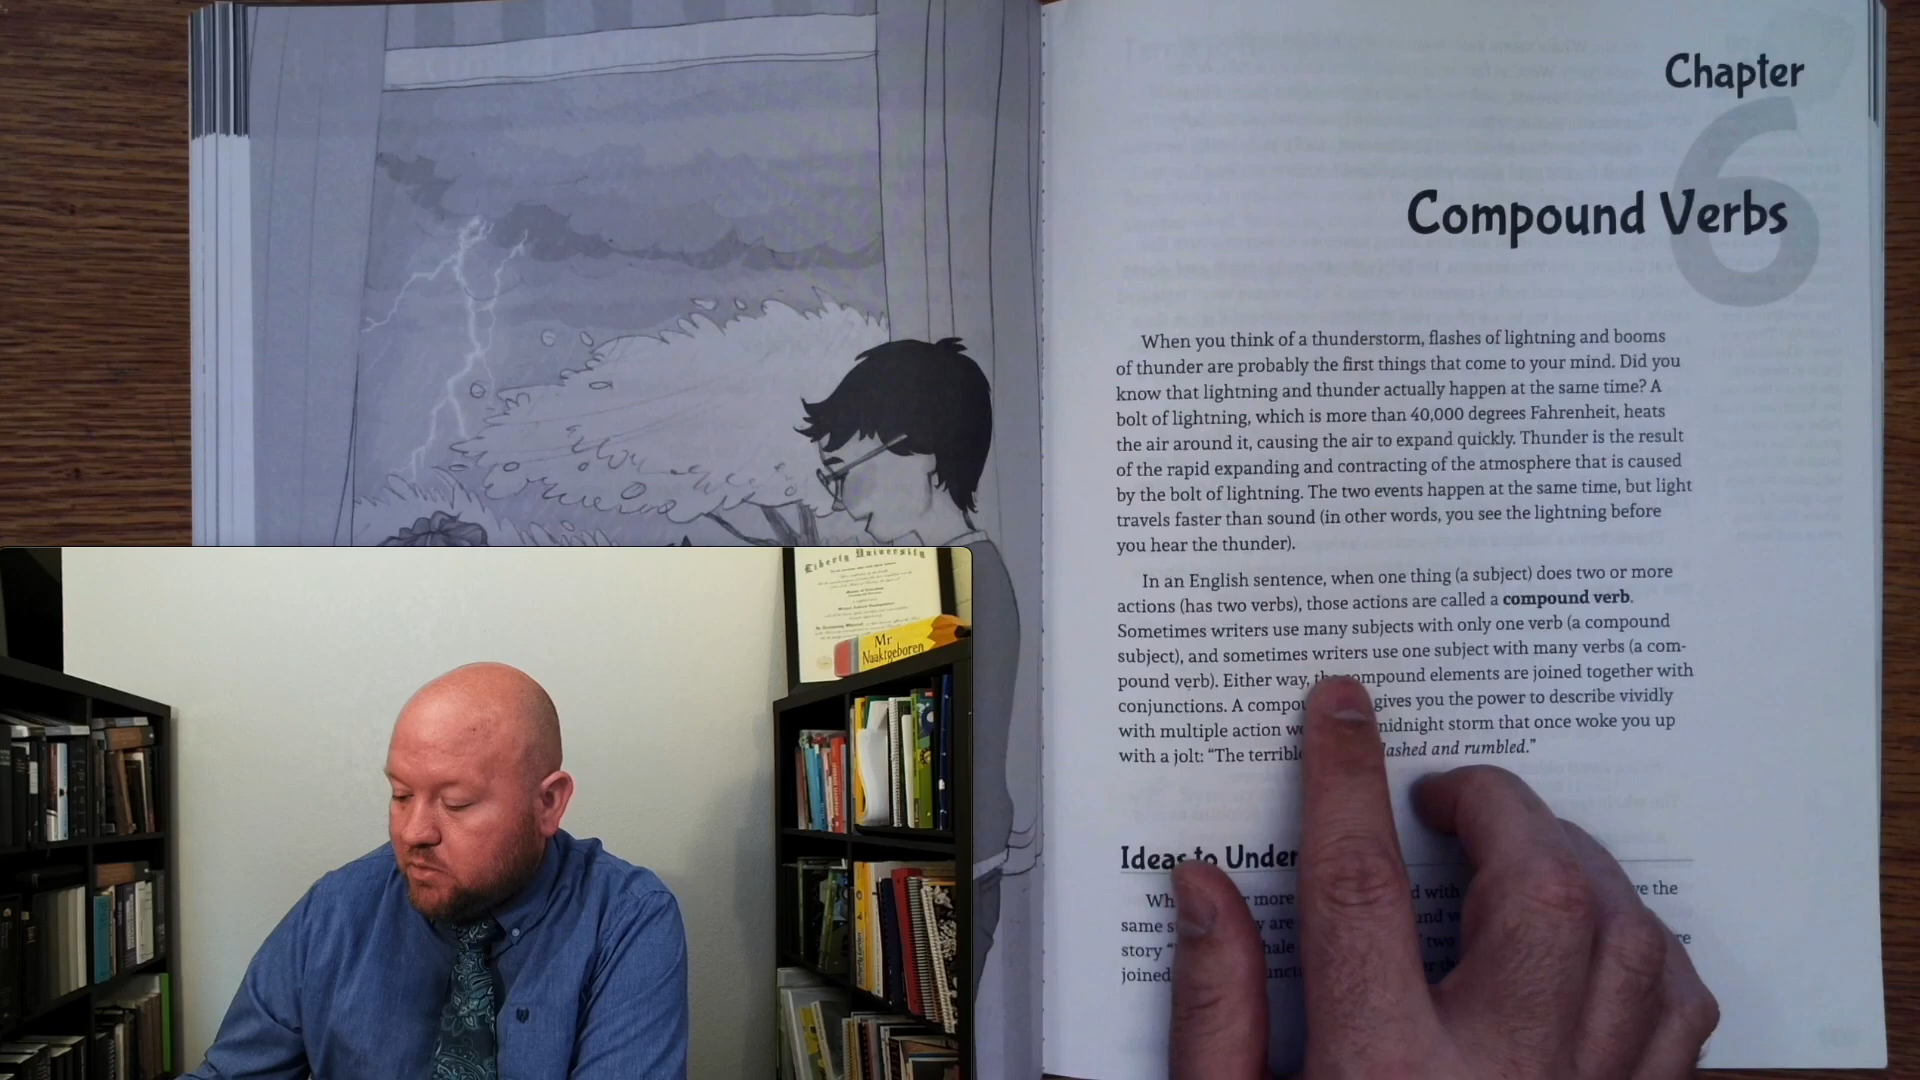 Chapter
6
Compound Verbs
When you think of a thunderstorm, flashes of lightning and booms
of thunder are probably the first things that come to your mind. Did you
know that lightning and thunder actually happen at the same time? A
bolt of lightning, which is more than 40,000 degrees Fahrenheit, heats
the air around it, causing the air to expand quickly. Thunder is the result
of the rapid expanding and contracting of the atmosphere that is caused
by the bolt of lightning. The two events happen at the same time, but light
travels faster than sound (in other words, you see the lightning before
you hear the thunder).
In an English sentence, when one thing (a subject) does two or more
actions (has two verbs), those actions are called a compound verb.
Sometimes writers use many subjects with only one verb (a compound
subject), and sometimes writers use one subject with many verbs (a com-
pound verb). Either way, the compound elements are joined together with
conjunctions. A gives you the power to describe vividly
with multiple action midnight storm that once woke you up
with a jolt: “The terrible and rumbled.”
Ideas to
more with the
same are
story “
joined
Liberty University
Mr
Naaktgeboren